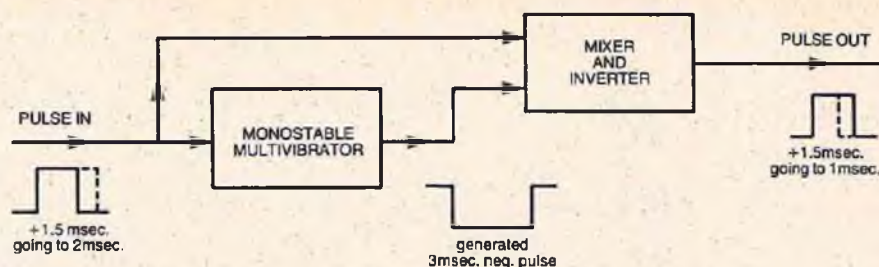 MIXER
AND
INVERTER
PULSE OUT
PULSE IN
MONOSTABLE
MULTIVIBRATOR
+1.5msec.
going to 1msec.
+1.5 msec.
going to 2msec.
generated
3msec. neg. pulse